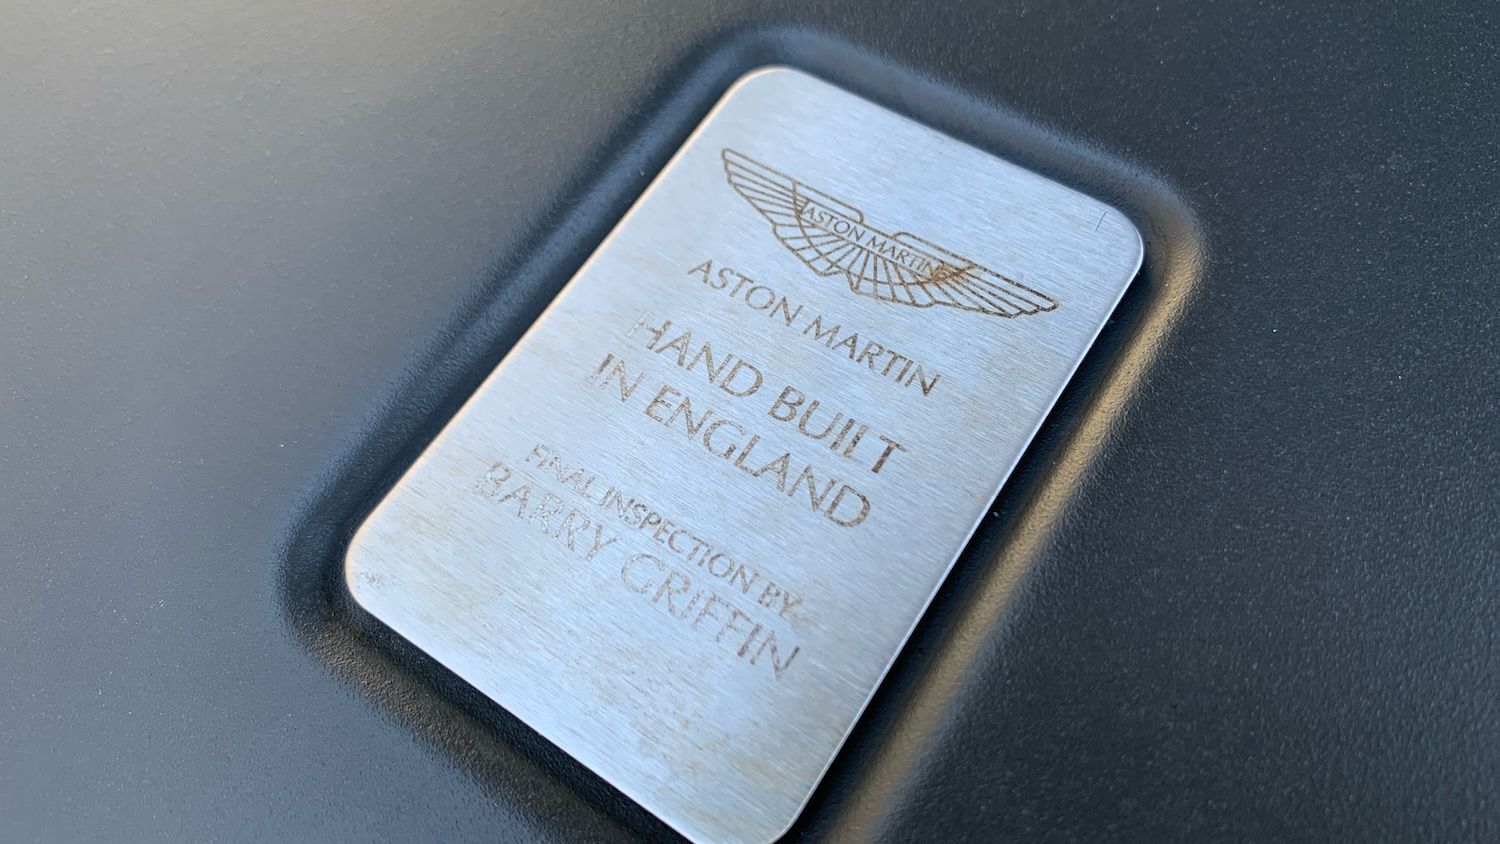 ASTON MARTIN
ASTON MARTIN
HAND BUILT
IN ENGLAND
FINAL INSPECTION BY:
BARRY GRIFFIN